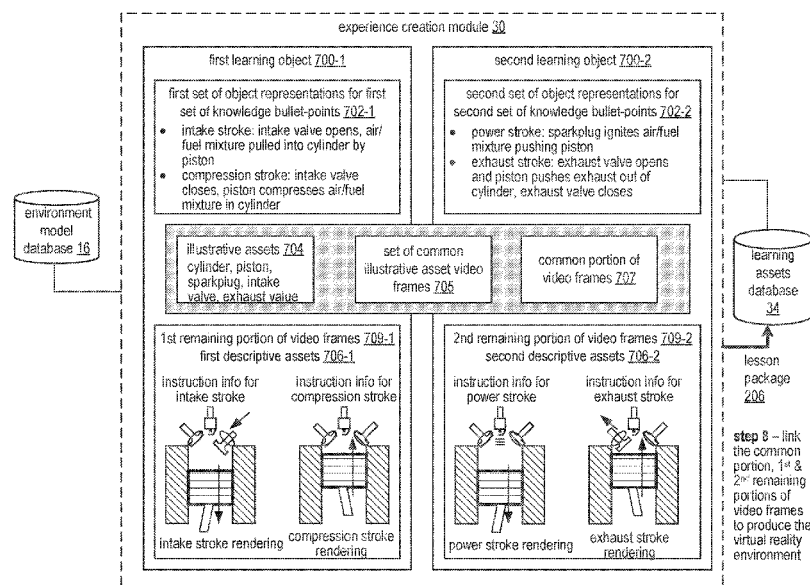 experience creation module 30
first learning object 700-1
first set of object representations for first
set of knowledge bullet-points 702-1
• intake stroke: intake valve opens, air/
fuel mixture pulled into cylinder by
piston
• compression stroke: intake valve
closes, piston compresses air/fuel
mixture in cylinder
second learning object 700-2
second set of object representations for
second set of knowledge bullet-points 702-2
• power stroke: sparkplug ignites air/fuel
mixture pushing piston
• exhaust stroke: exhaust valve opens
and piston pushes exhaust out of
cylinder, exhaust valve closes
environment
model
database 16
illustrative assets 704
cylinder, piston,
sparkplug, intake
valve, exhaust value
set of common
illustrative asset video
frames 705
common portion of
video frames 707
learning
assets
database
34
1st remaining portion of video frames 709-1
first descriptive assets 706-1
instruction info for
intake stroke
instruction info for
compression stroke
intake stroke rendering
compression stroke
rendering
2nd remaining portion of video frames 709-2
second descriptive assets 706-2
instruction info for
power stroke
instruction info for
exhaust stroke
power stroke rendering
exhaust stroke
rendering
lesson
package
206
step 8 – link
the common
portion, 1st &
2nd remaining
portions of
video frames
to produce the
virtual reality
environment